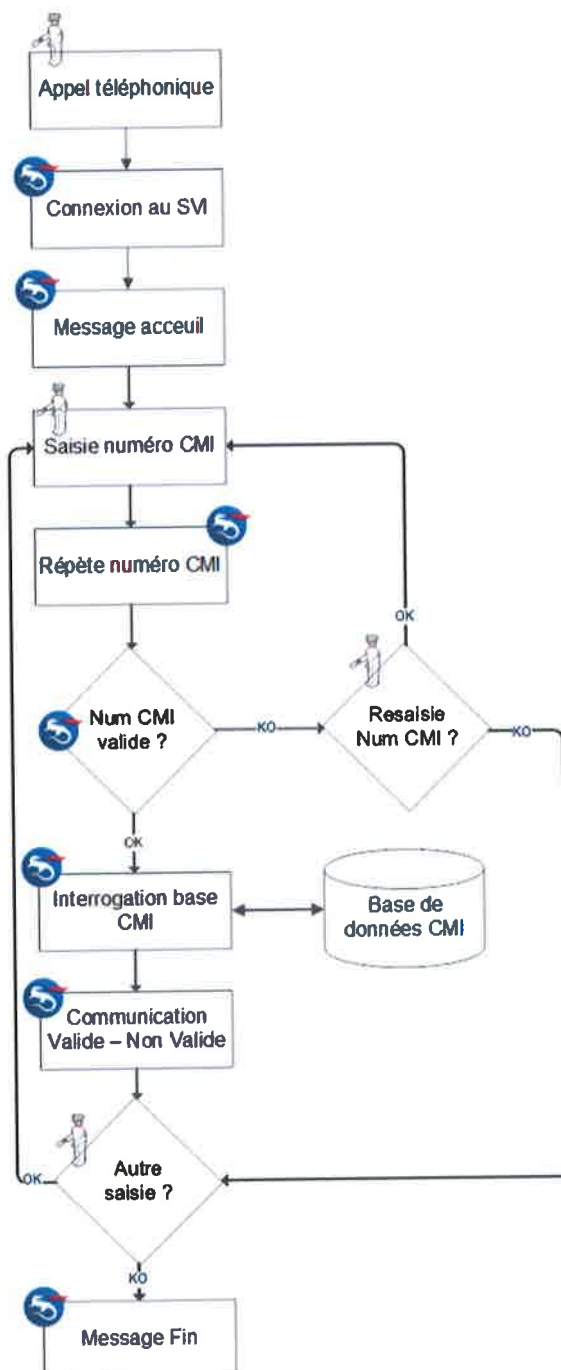 Appel téléphonique
Connexion au SVI
Message acceuil
Saisie numéro CMI
Répète numéro CMI
OK
Num CMI
valide ?
KO
Resaisie
Num CMI ?
KO
OK
Interrogation base
CMI
Base de
données CMI
Communication
Valide – Non Valide
Autre
saisie ?
OK
KO
Message Fin